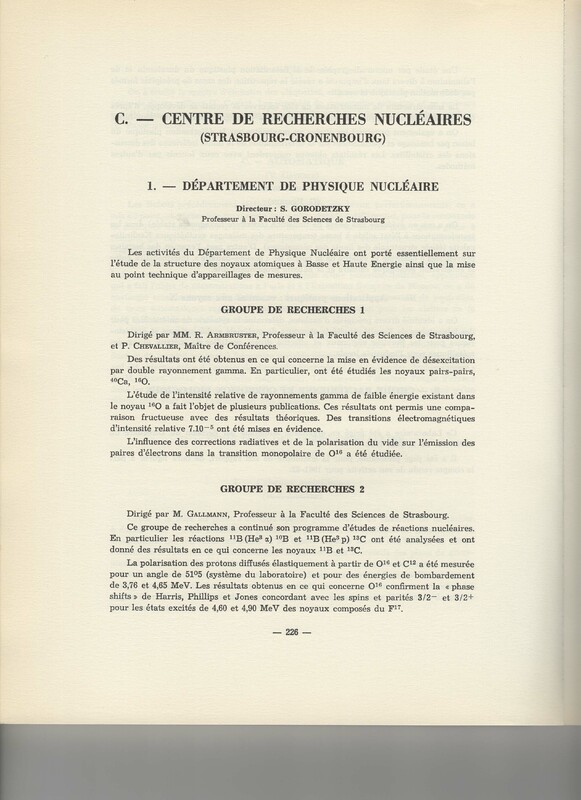 C. — CENTRE DE RECHERCHES NUCLÉAIRES
(STRASBOURG-CRONENBOURG)
1. — DÉPARTEMENT DE PHYSIQUE NUCLÉAIRE
Directeur : S. GORODETZKY
Professeur à la Faculté des Sciences de Strasbourg
Les activités du Département de Physique Nucléaire ont porté essentiellement sur
l'étude de la structure des noyaux atomiques à Basse et Haute Energie ainsi que la mise
au point technique d'appareillages de mesures.
GROUPE DE RECHERCHES 1
Dirigé par MM. R. ARMBRUSTER, Professeur à la Faculté des Sciences de Strasbourg,
et P. CHEVALLIER, Maître de Conférences.
Des résultats ont été obtenus en ce qui concerne la mise en évidence de désexcitation
par double rayonnement gamma. En particulier, ont été étudiés les noyaux pairs-pairs,
⁴⁰Ca, ¹⁶O.
L'étude de l'intensité relative de rayonnements gamma de faible énergie existant dans
le noyau ¹⁶O a fait l'objet de plusieurs publications. Ces résultats ont permis une compa-
raison fructueuse avec des résultats théoriques. Des transitions électromagnétiques
d'intensité relative 7.10⁻⁵ ont été mises en évidence.
L'influence des corrections radiatives et de la polarisation du vide sur l'émission des
paires d'électrons dans la transition monopolaire de O¹⁶ a été étudiée.
GROUPE DE RECHERCHES 2
Dirigé par M. GALLMANN, Professeur à la Faculté des Sciences de Strasbourg.
Ce groupe de recherches a continué son programme d'études de réactions nucléaires.
En particulier les réactions ¹¹B (He³ α) ¹⁰B et ¹¹B (He³ p) ¹³C ont été analysées et ont
donné des résultats en ce qui concerne les noyaux ¹¹B et ¹³C.
La polarisation des protons diffusés élastiquement à partir de O¹⁶ et C¹² a été mesurée
pour un angle de 51°5 (système du laboratoire) et pour des énergies de bombardement
de 3,76 et 4,65 MeV. Les résultats obtenus en ce qui concerne O¹⁶ confirment la « phase
shifts » de Harris, Phillips et Jones concordant avec les spins et parités 3/2⁻ et 3/2⁺
pour les états excités de 4,60 et 4,90 MeV des noyaux composés du F¹⁷.
— 226 —